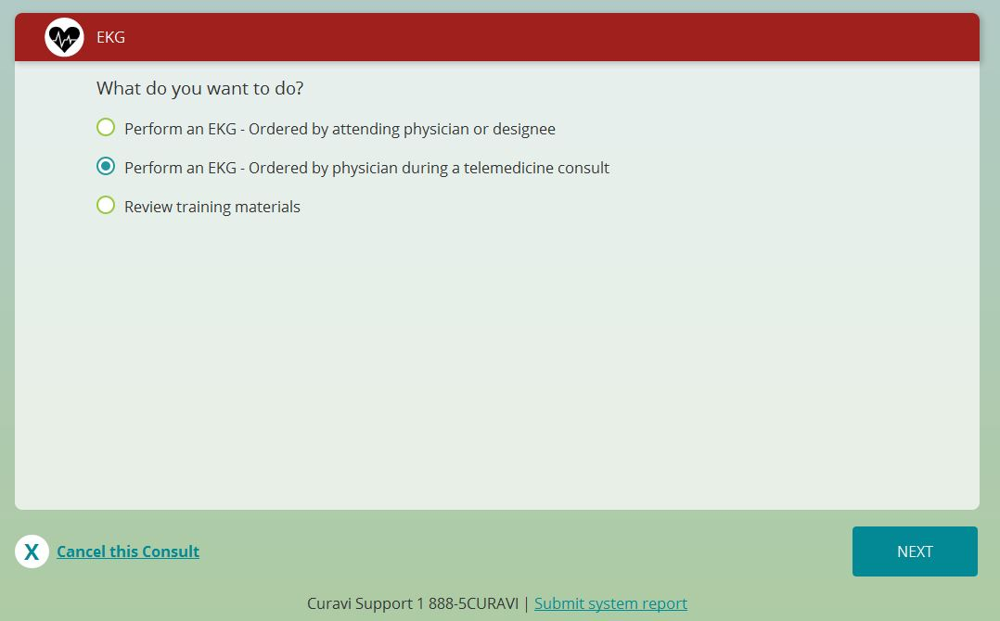 EKG
What do you want to do?
Perform an EKG - Ordered by attending physician or designee
Perform an EKG - Ordered by physician during a telemedicine consult
Review training materials
X Cancel this Consult
NEXT
Curavi Support 1 888-5CURAVI | Submit system report